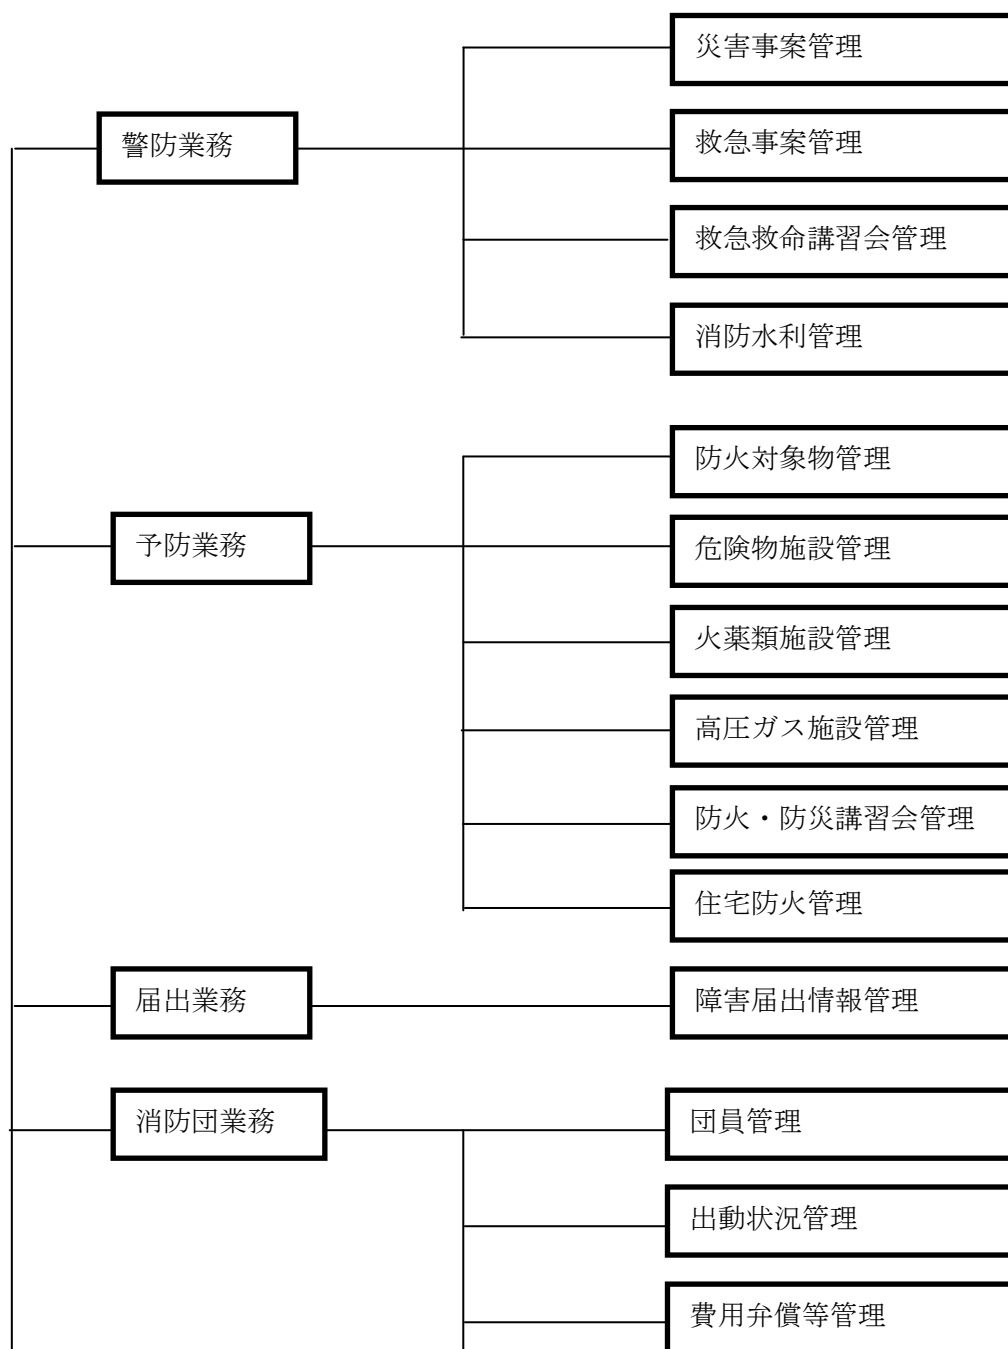 警防業務
災害事案管理
救急事案管理
救急救命講習会管理
消防水利管理
予防業務
防火対象物管理
危険物施設管理
火薬類施設管理
高圧ガス施設管理
防火・防災講習会管理
住宅防火管理
届出業務
障害届出情報管理
消防団業務
団員管理
出動状況管理
費用弁償等管理